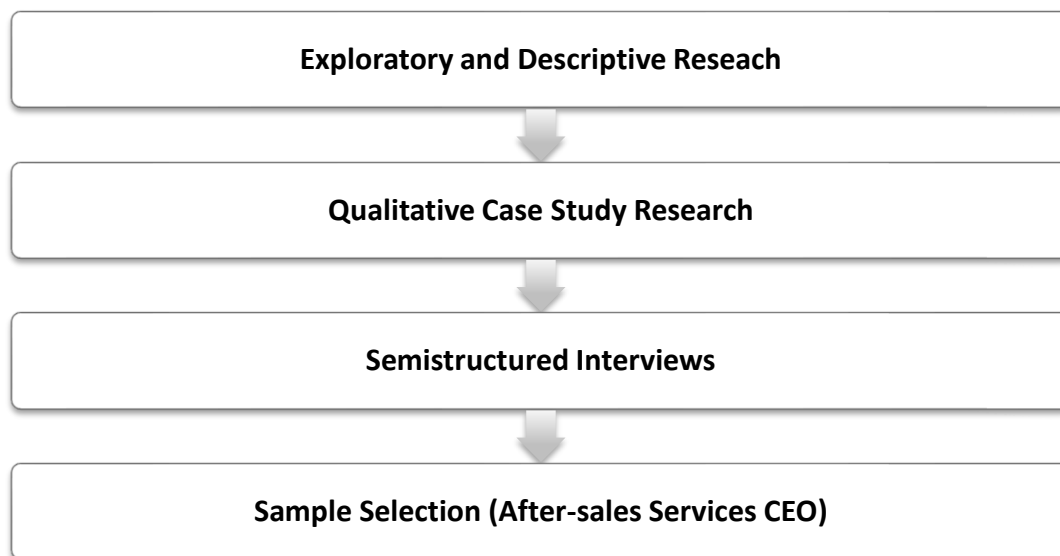 Exploratory and Descriptive Reseach
Qualitative Case Study Research
Semistructured Interviews
Sample Selection (After-sales Services CEO)